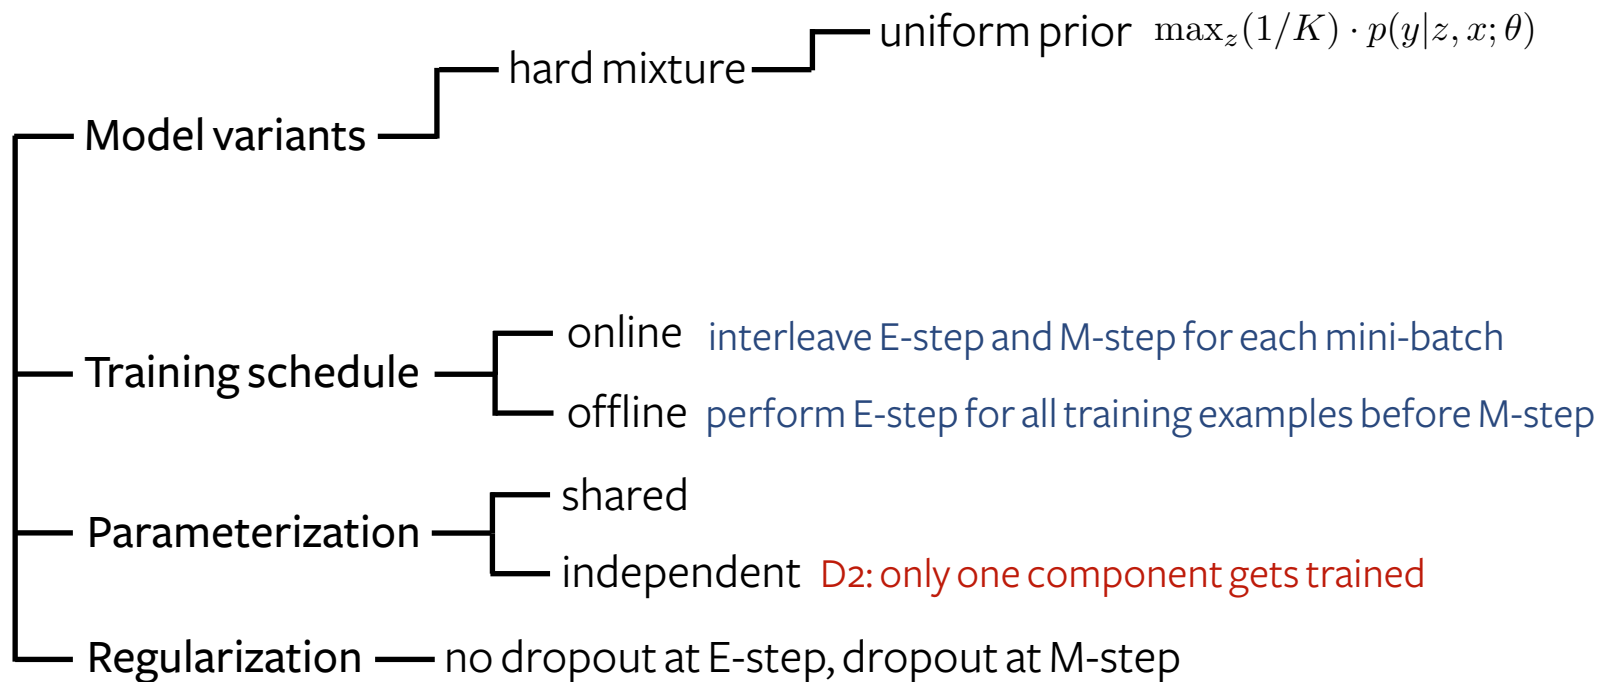 uniform prior max_z(1/K) · p(y|z, x; θ)
hard mixture
Model variants
online interleave E-step and M-step for each mini-batch
Training schedule
offline perform E-step for all training examples before M-step
shared
Parameterization
independent D2: only one component gets trained
Regularization no dropout at E-step, dropout at M-step